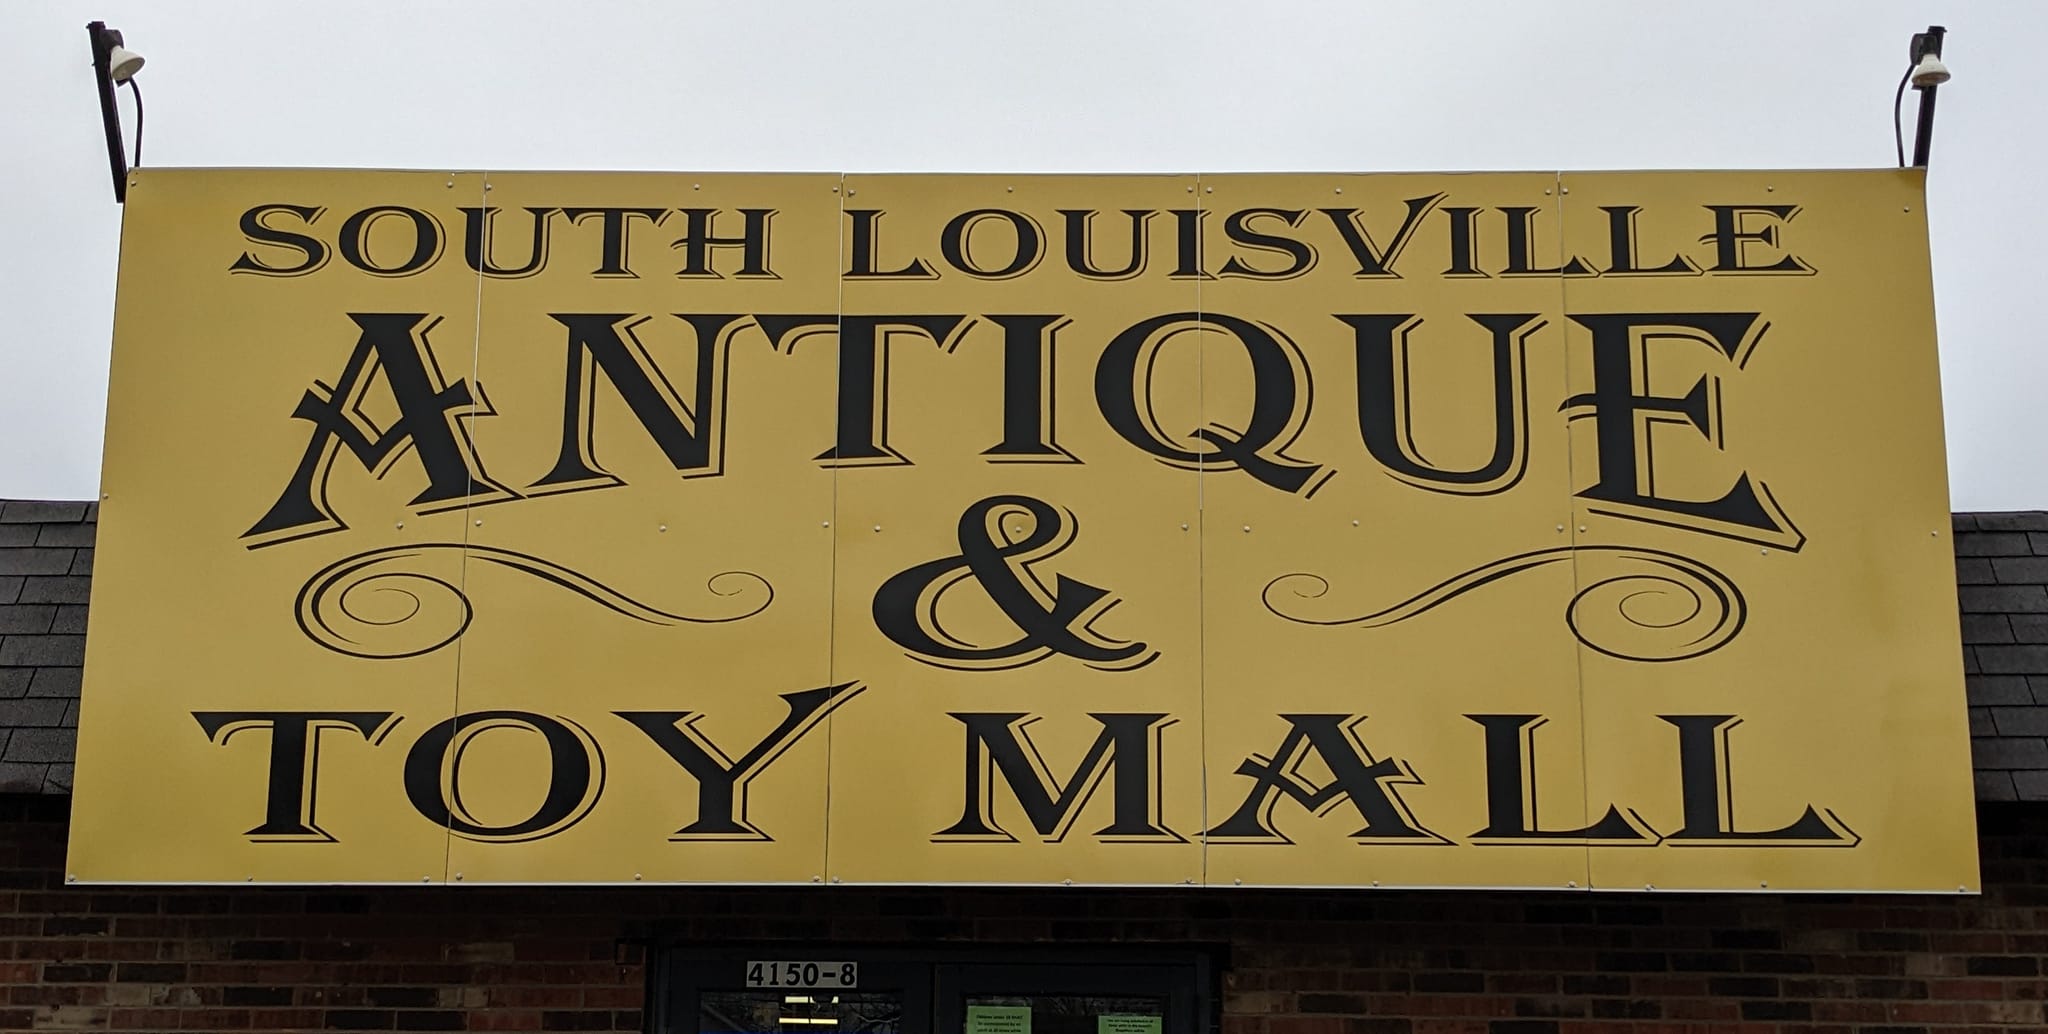 SOUTH LOUISVILLE
ANTIQUE
&
TOY MALL
4150-8